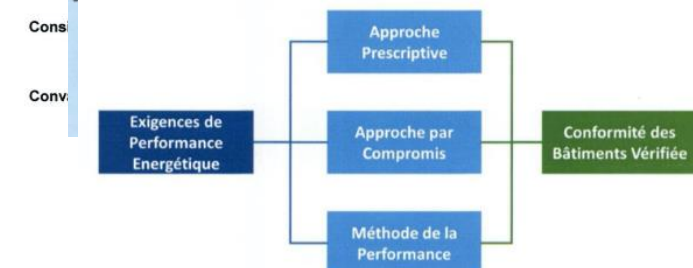 Approche
Prescriptive
Exigences de
Performance
Energétique
Approche par
Compromis
Conformité des
Bâtiments Vérifiée
Méthode de la
Performance